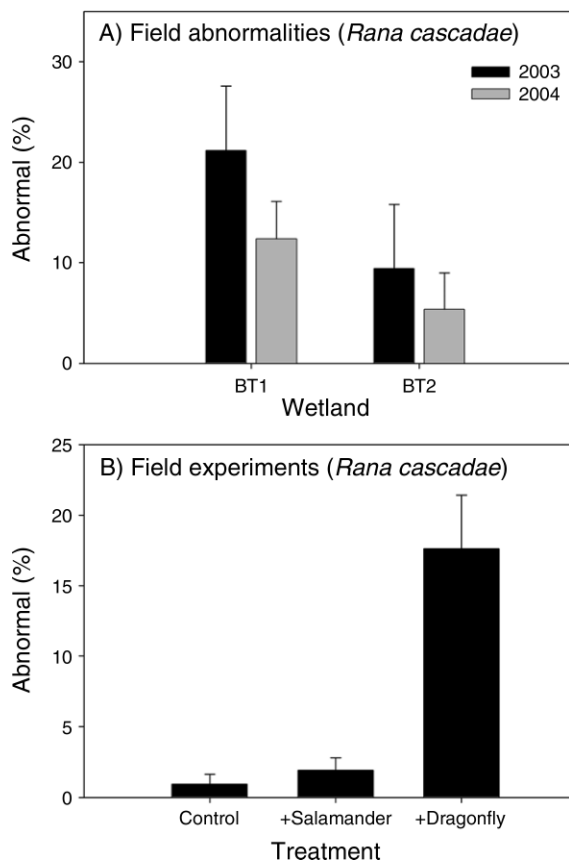 A) Field abnormalities (Rana cascadae)
2003
2004
30
20
10
0
Abnormal (%)
BT1 BT2
Wetland
B) Field experiments (Rana cascadae)
25
20
15
10
5
0
Abnormal (%)
Control +Salamander +Dragonfly
Treatment